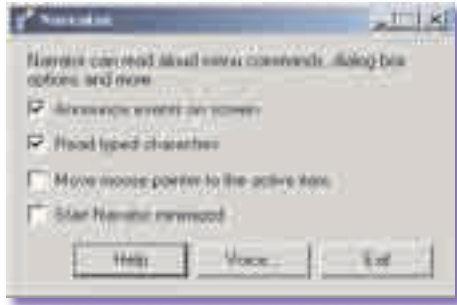 Narrator
Narrator can read aloud menu commands, dialog box
options, and more.
Announce events on screen
Read typed characters
Move mouse pointer to the active item.
Start Narrator minimized
Help
Voice...
Exit